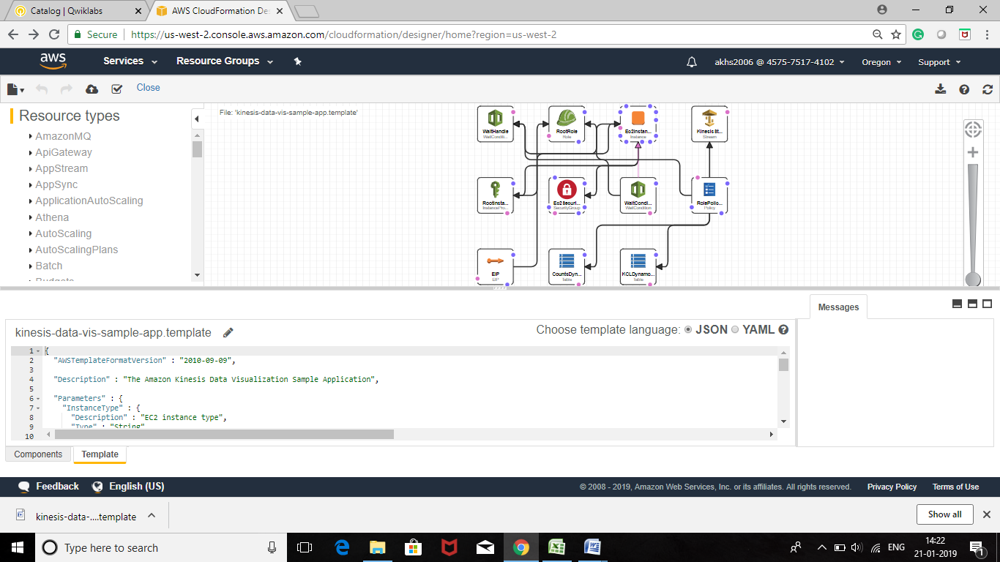 Catalog | Qwiklabs
AWS CloudFormation De
Secure
https://us-west-2.console.aws.amazon.com/cloudformation/designer/home?region=us-west-2
aws
Services
Resource Groups
akhs2006 @ 4575-7517-4102
Oregon
Support
Close
Resource types
AmazonMQ
ApiGateway
AppStream
AppSync
ApplicationAutoScaling
Athena
AutoScaling
AutoScalingPlans
Batch
Budgets
File: 'kinesis-data-vis-sample-app.template'
WaitHandle
WaitConditi...
RootRole
Role
Ec2Instan...
Instance
Kinesis St...
Stream
RootInsta...
InstancePro...
Ec2Securi...
SecurityGroup
WaitCondi...
WaitCondition
RolePolic...
Policy
EIP
EIP
CountsDyn...
Table
KCLDynamo...
Table
kinesis-data-vis-sample-app.template
Choose template language: JSON YAML
Messages
1 {
2 "AWSTemplateFormatVersion" : "2010-09-09",
3
4 "Description" : "The Amazon Kinesis Data Visualization Sample Application",
5
6 "Parameters" : {
7 "InstanceType" : {
8 "Description" : "EC2 instance type",
9 "Type" : "String"
10
Components
Template
Feedback
English (US)
© 2008 - 2019, Amazon Web Services, Inc. or its affiliates. All rights reserved.
Privacy Policy
Terms of Use
kinesis-data-....template
Show all
Type here to search
ENG
14:22
21-01-2019
1